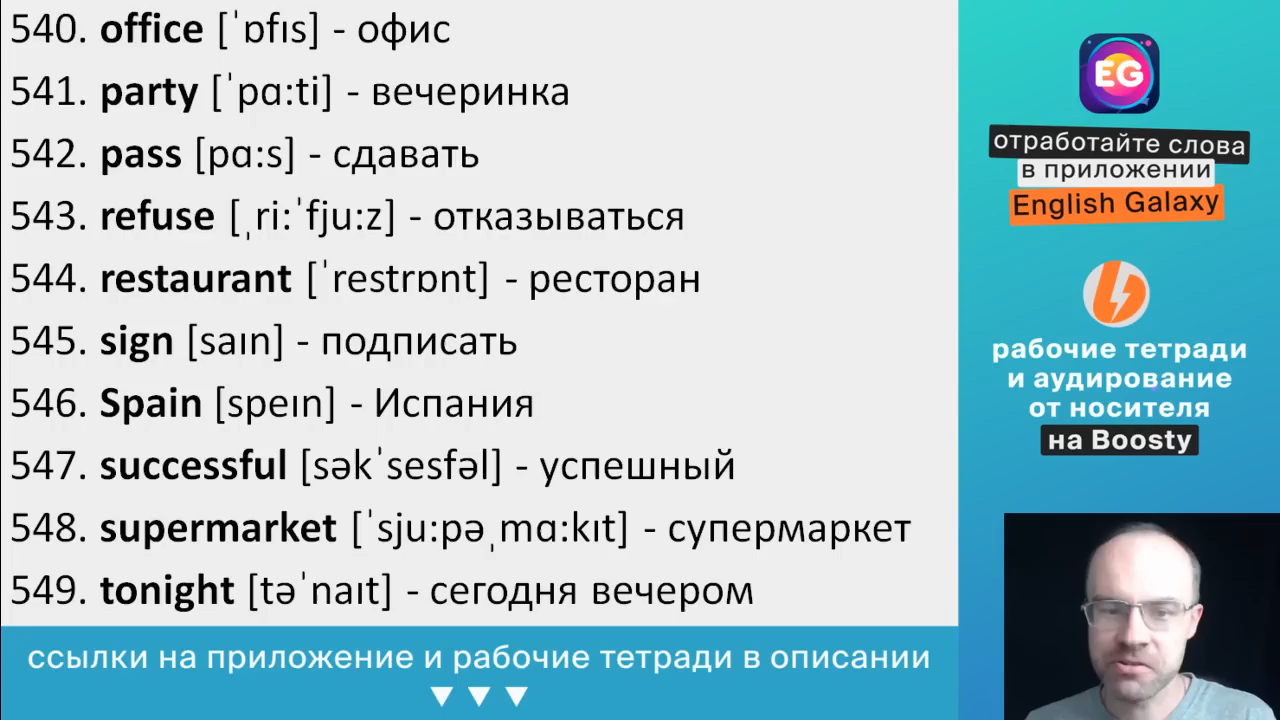 540. office [ˈɒfɪs] - офис
541. party [ˈpɑ:ti] - вечеринка
542. pass [pɑ:s] - сдавать
543. refuse [ˌri:ˈfju:z] - отказываться
544. restaurant [ˈrestrɒnt] - ресторан
545. sign [saɪn] - подписать
546. Spain [speɪn] - Испания
547. successful [səkˈsesfəl] - успешный
548. supermarket [ˈsju:pəˌmɑ:kɪt] - супермаркет
549. tonight [təˈnaɪt] - сегодня вечером
ссылки на приложение и рабочие тетради в описании
EG
отработайте слова
в приложении
English Galaxy
рабочие тетради
и аудирование
от носителя
на Boosty